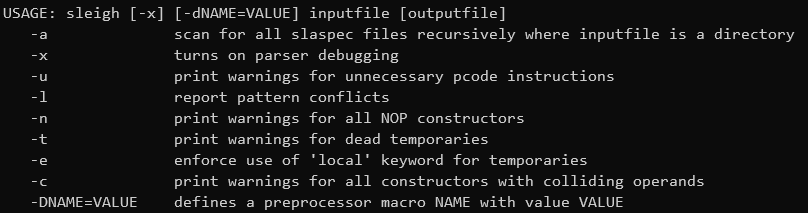 USAGE: sleigh [-x] [-dNAME=VALUE] inputfile [outputfile]
   -a              scan for all slaspec files recursively where inputfile is a directory
   -x              turns on parser debugging
   -u              print warnings for unnecessary pcode instructions
   -l              report pattern conflicts
   -n              print warnings for all NOP constructors
   -t              print warnings for dead temporaries
   -e              enforce use of 'local' keyword for temporaries
   -c              print warnings for all constructors with colliding operands
   -DNAME=VALUE    defines a preprocessor macro NAME with value VALUE